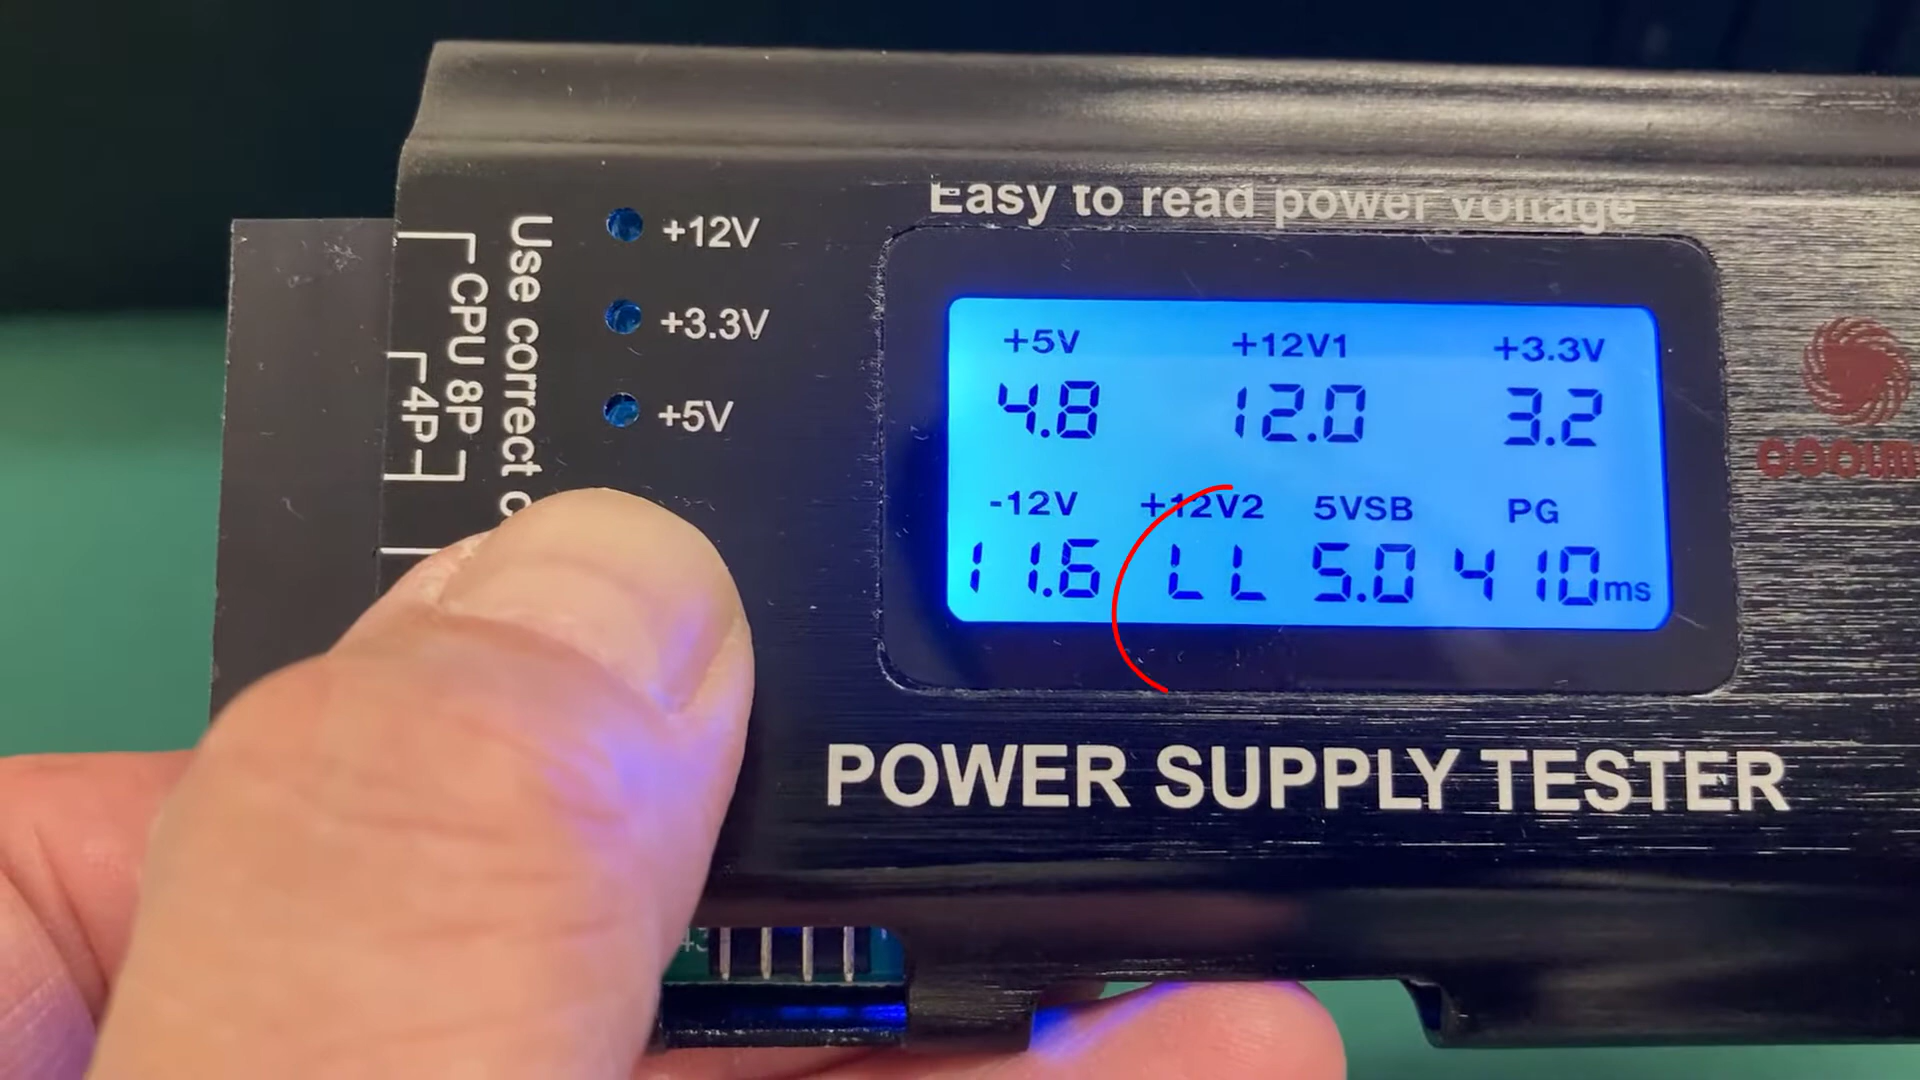 Easy to read power voltage
+12V
+3.3V
+5V
CPU 8P
4P
Use correct
+5V +12V1 +3.3V
4.8 12.0 3.2
-12V +12V2 5VSB PG
11.6 LL 5.0 410ms
POWER SUPPLY TESTER